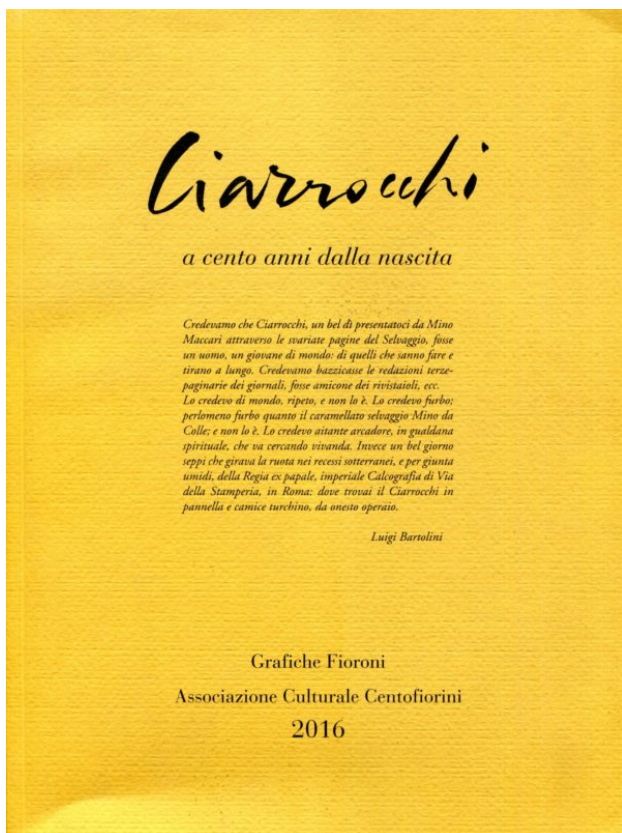 Ciarrocchi
a cento anni dalla nascita
Credevamo che Ciarrocchi, un bel dì presentatoci da Mino
Maccari attraverso le svariate pagine del Selvaggio, fosse
un uomo, un giovane di mondo: di quelli che sanno fare e
tirano a lungo. Credevamo bazzicasse le redazioni terze-
paginarie dei giornali, fosse amicone dei rivistaioli, ecc.
Lo credevo di mondo, ripeto, e non lo è. Lo credevo furbo;
perlomeno furbo quanto il caramellato selvaggio Mino da
Colle; e non lo è. Lo credevo aitante arcadore, in gualdana
spirituale, che va cercando vivanda. Invece un bel giorno
seppi che girava la ruota nei recessi sotterranei, e per giunta
umidi, della Regia ex papale, imperiale Calcografia di Via
della Stamperia, in Roma: dove trovai il Ciarrocchi in
pannella e camice turchino, da onesto operaio.
Luigi Bartolini
Grafiche Fioroni
Associazione Culturale Centofiorini
2016